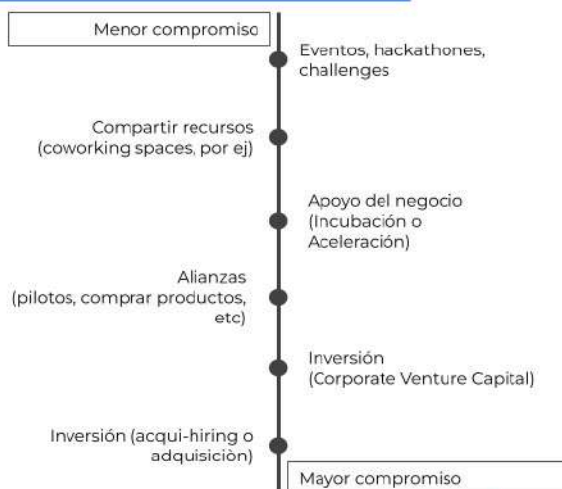 Menor compromiso
Eventos, hackathones,
challenges
Compartir recursos
(coworking spaces, por ej)
Apoyo del negocio
(Incubación o
Aceleración)
Alianzas
(pilotos, comprar productos,
etc)
Inversión
(Corporate Venture Capital)
Inversión (acqui-hiring o
adquisiciòn)
Mayor compromiso